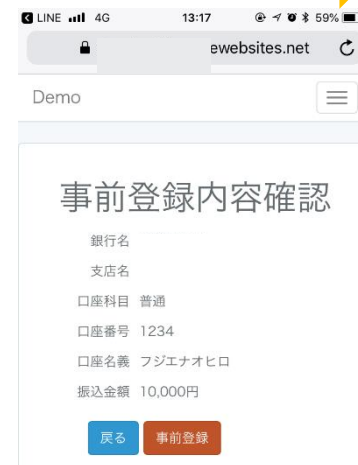 LINE 4G 13:17 59%
ewebsites.net
Demo
事前登録内容確認
銀行名
支店名
口座科目 普通
口座番号 1234
口座名義 フジエナオヒロ
振込金額 10,000円
戻る 事前登録